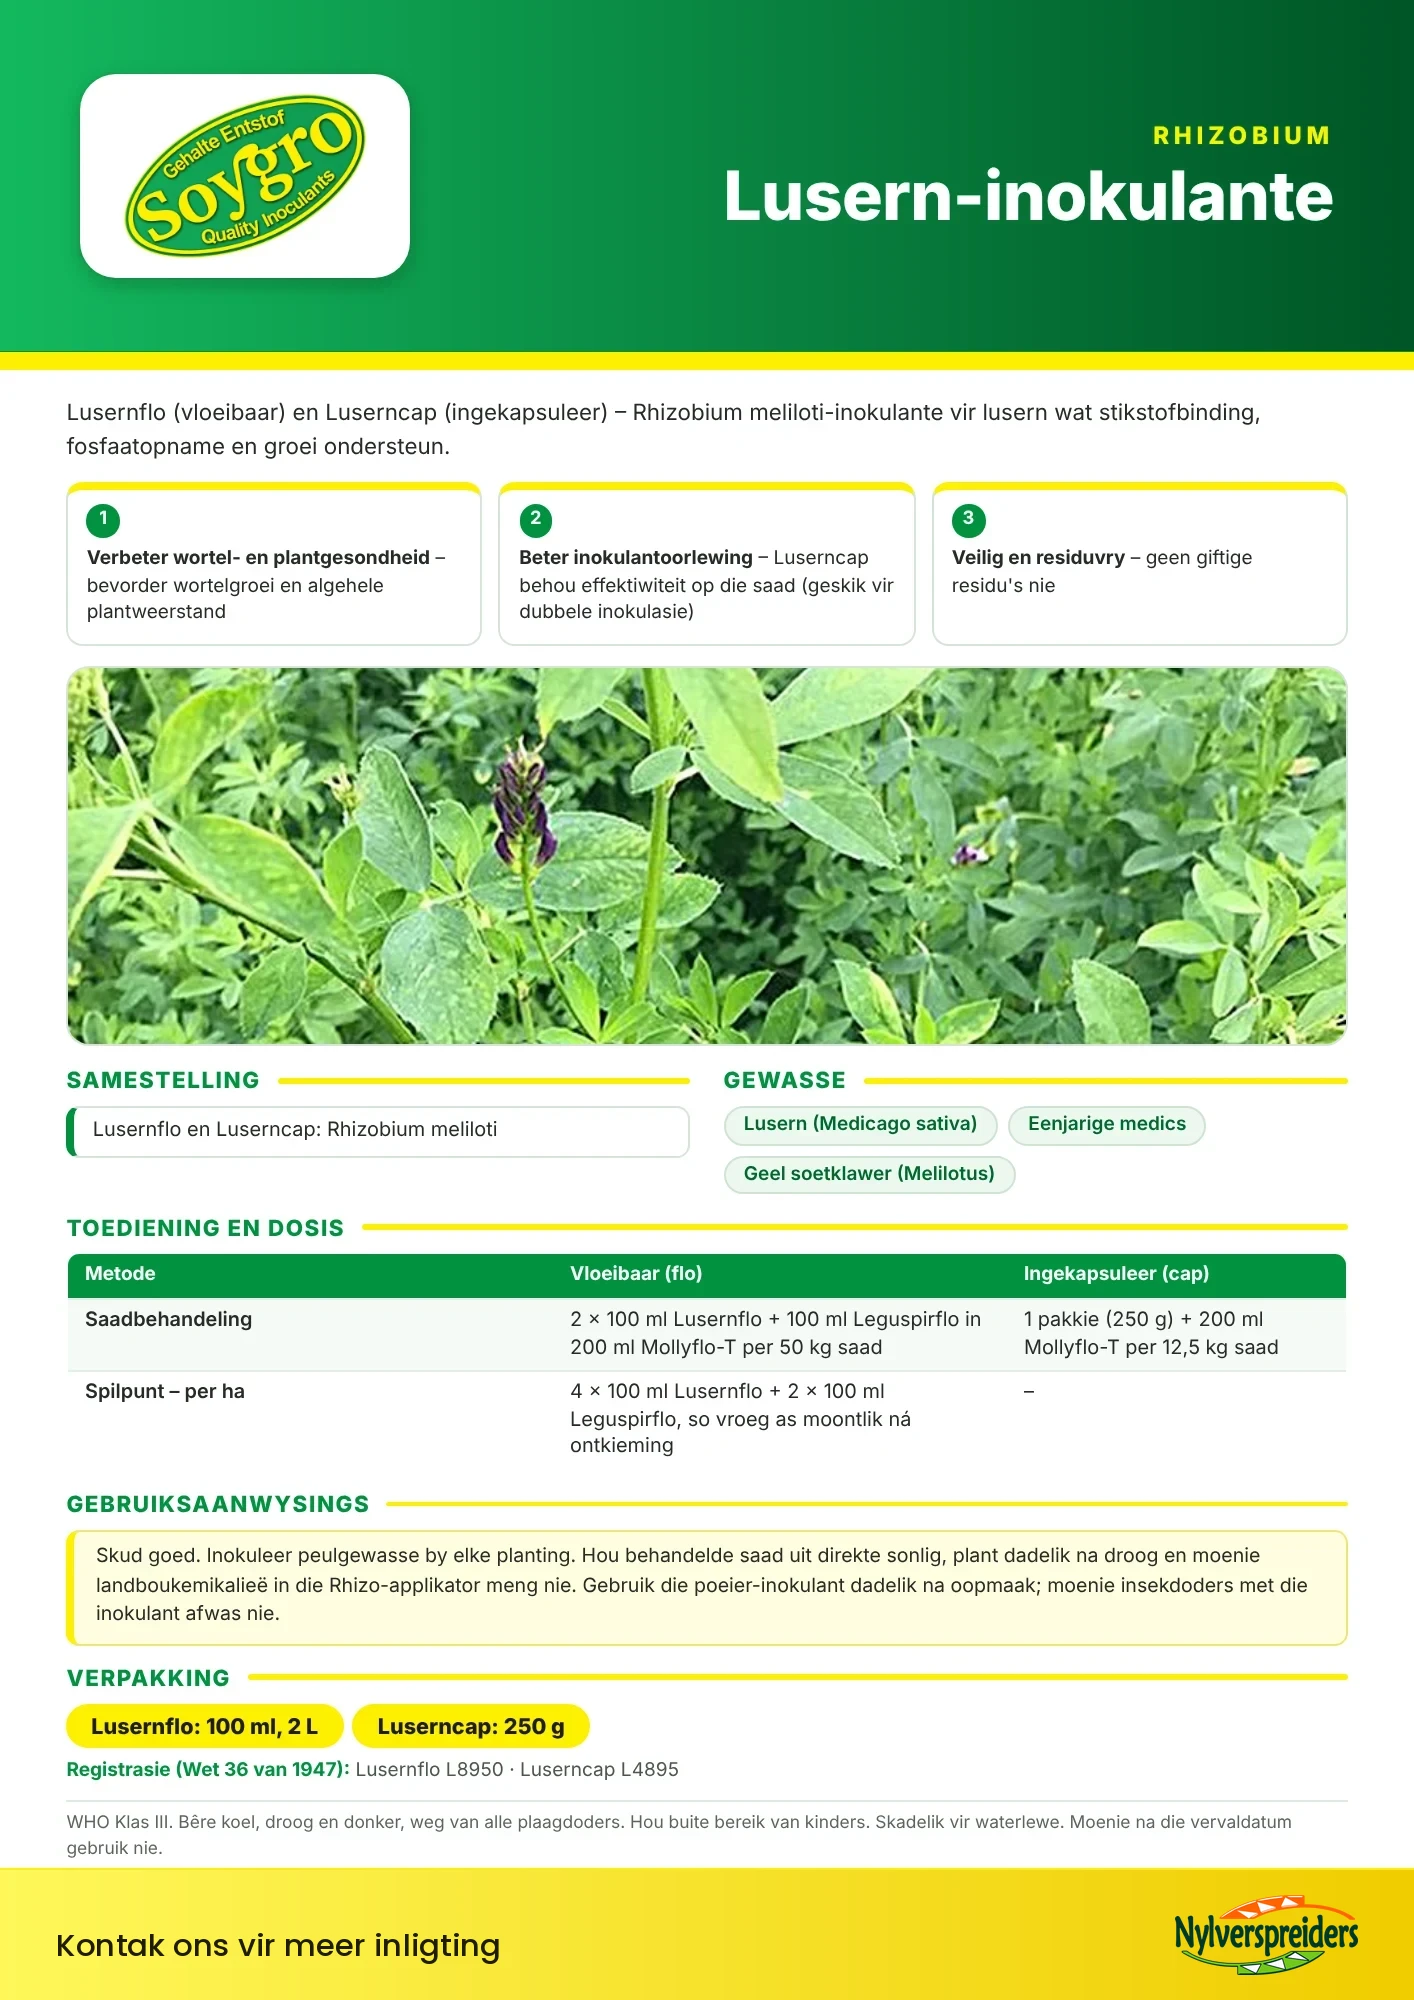 Gehalte Entstof
Soygro
Quality Inoculants
RHIZOBIUM
Lusern-inokulante
Lusernflo (vloeibaar) en Luserncap (ingekapsuleer) – Rhizobium meliloti-inokulante vir lusern wat stikstofbinding,
fosfaatopname en groei ondersteun.
1
Verbeter wortel- en plantgesondheid –
bevorder wortelgroei en algehele
plantweerstand
2
Beter inokulantoorlewing – Luserncap
behou effektiwiteit op die saad (geskik vir
dubbele inokulasie)
3
Veilig en residuvry – geen giftige
residu's nie
SAMESTELLING
Lusernflo en Luserncap: Rhizobium meliloti
GEWASSE
Lusern (Medicago sativa)
Eenjarige medics
Geel soetklawer (Melilotus)
TOEDIENING EN DOSIS
Metode
Vloeibaar (flo)
Ingekapsuleer (cap)
Saadbehandeling
2 × 100 ml Lusernflo + 100 ml Leguspirflo in
200 ml Mollyflo-T per 50 kg saad
1 pakkie (250 g) + 200 ml
Mollyflo-T per 12,5 kg saad
Spilpunt – per ha
4 × 100 ml Lusernflo + 2 × 100 ml
Leguspirflo, so vroeg as moontlik ná
ontkieming
–
GEBRUIKSAANWYSINGS
Skud goed. Inokuleer peulgewasse by elke planting. Hou behandelde saad uit direkte sonlig, plant dadelik na droog en moenie
landboukemikalieë in die Rhizo-applikator meng nie. Gebruik die poeier-inokulant dadelik na oopmaak; moenie insekdoders met die
inokulant afwas nie.
VERPAKKING
Lusernflo: 100 ml, 2 L
Luserncap: 250 g
Registrasie (Wet 36 van 1947): Lusernflo L8950 · Luserncap L4895
WHO Klas III. Bêre koel, droog en donker, weg van alle plaagdoders. Hou buite bereik van kinders. Skadelik vir waterlewe. Moenie na die vervaldatum
gebruik nie.
Kontak ons vir meer inligting
Nylverspreiders